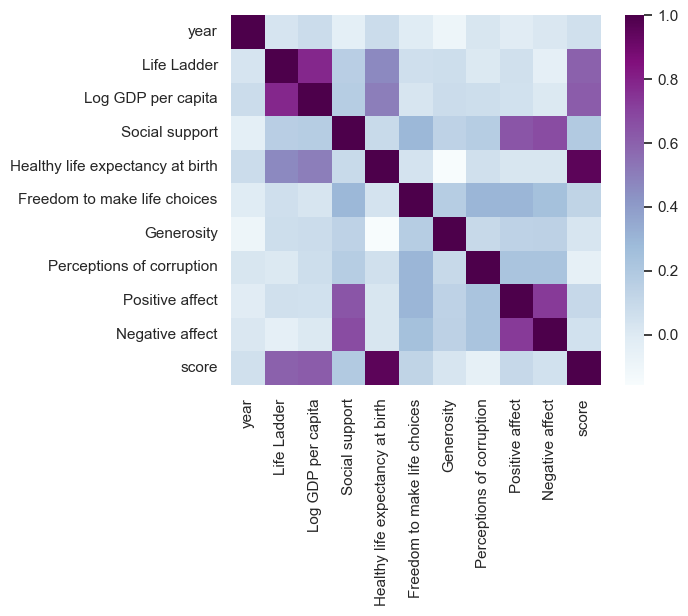 year
Life Ladder
Log GDP per capita
Social support
Healthy life expectancy at birth
Freedom to make life choices
Generosity
Perceptions of corruption
Positive affect
Negative affect
score
year
Life Ladder
Log GDP per capita
Social support
Healthy life expectancy at birth
Freedom to make life choices
Generosity
Perceptions of corruption
Positive affect
Negative affect
score
1.0
0.8
0.6
0.4
0.2
0.0